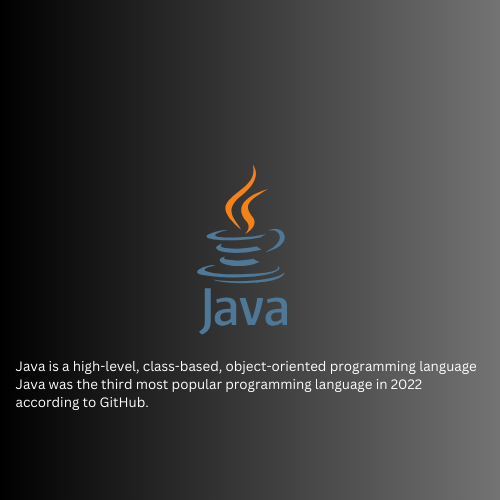 Java
Java is a high-level, class-based, object-oriented programming language
Java was the third most popular programming language in 2022
according to GitHub.